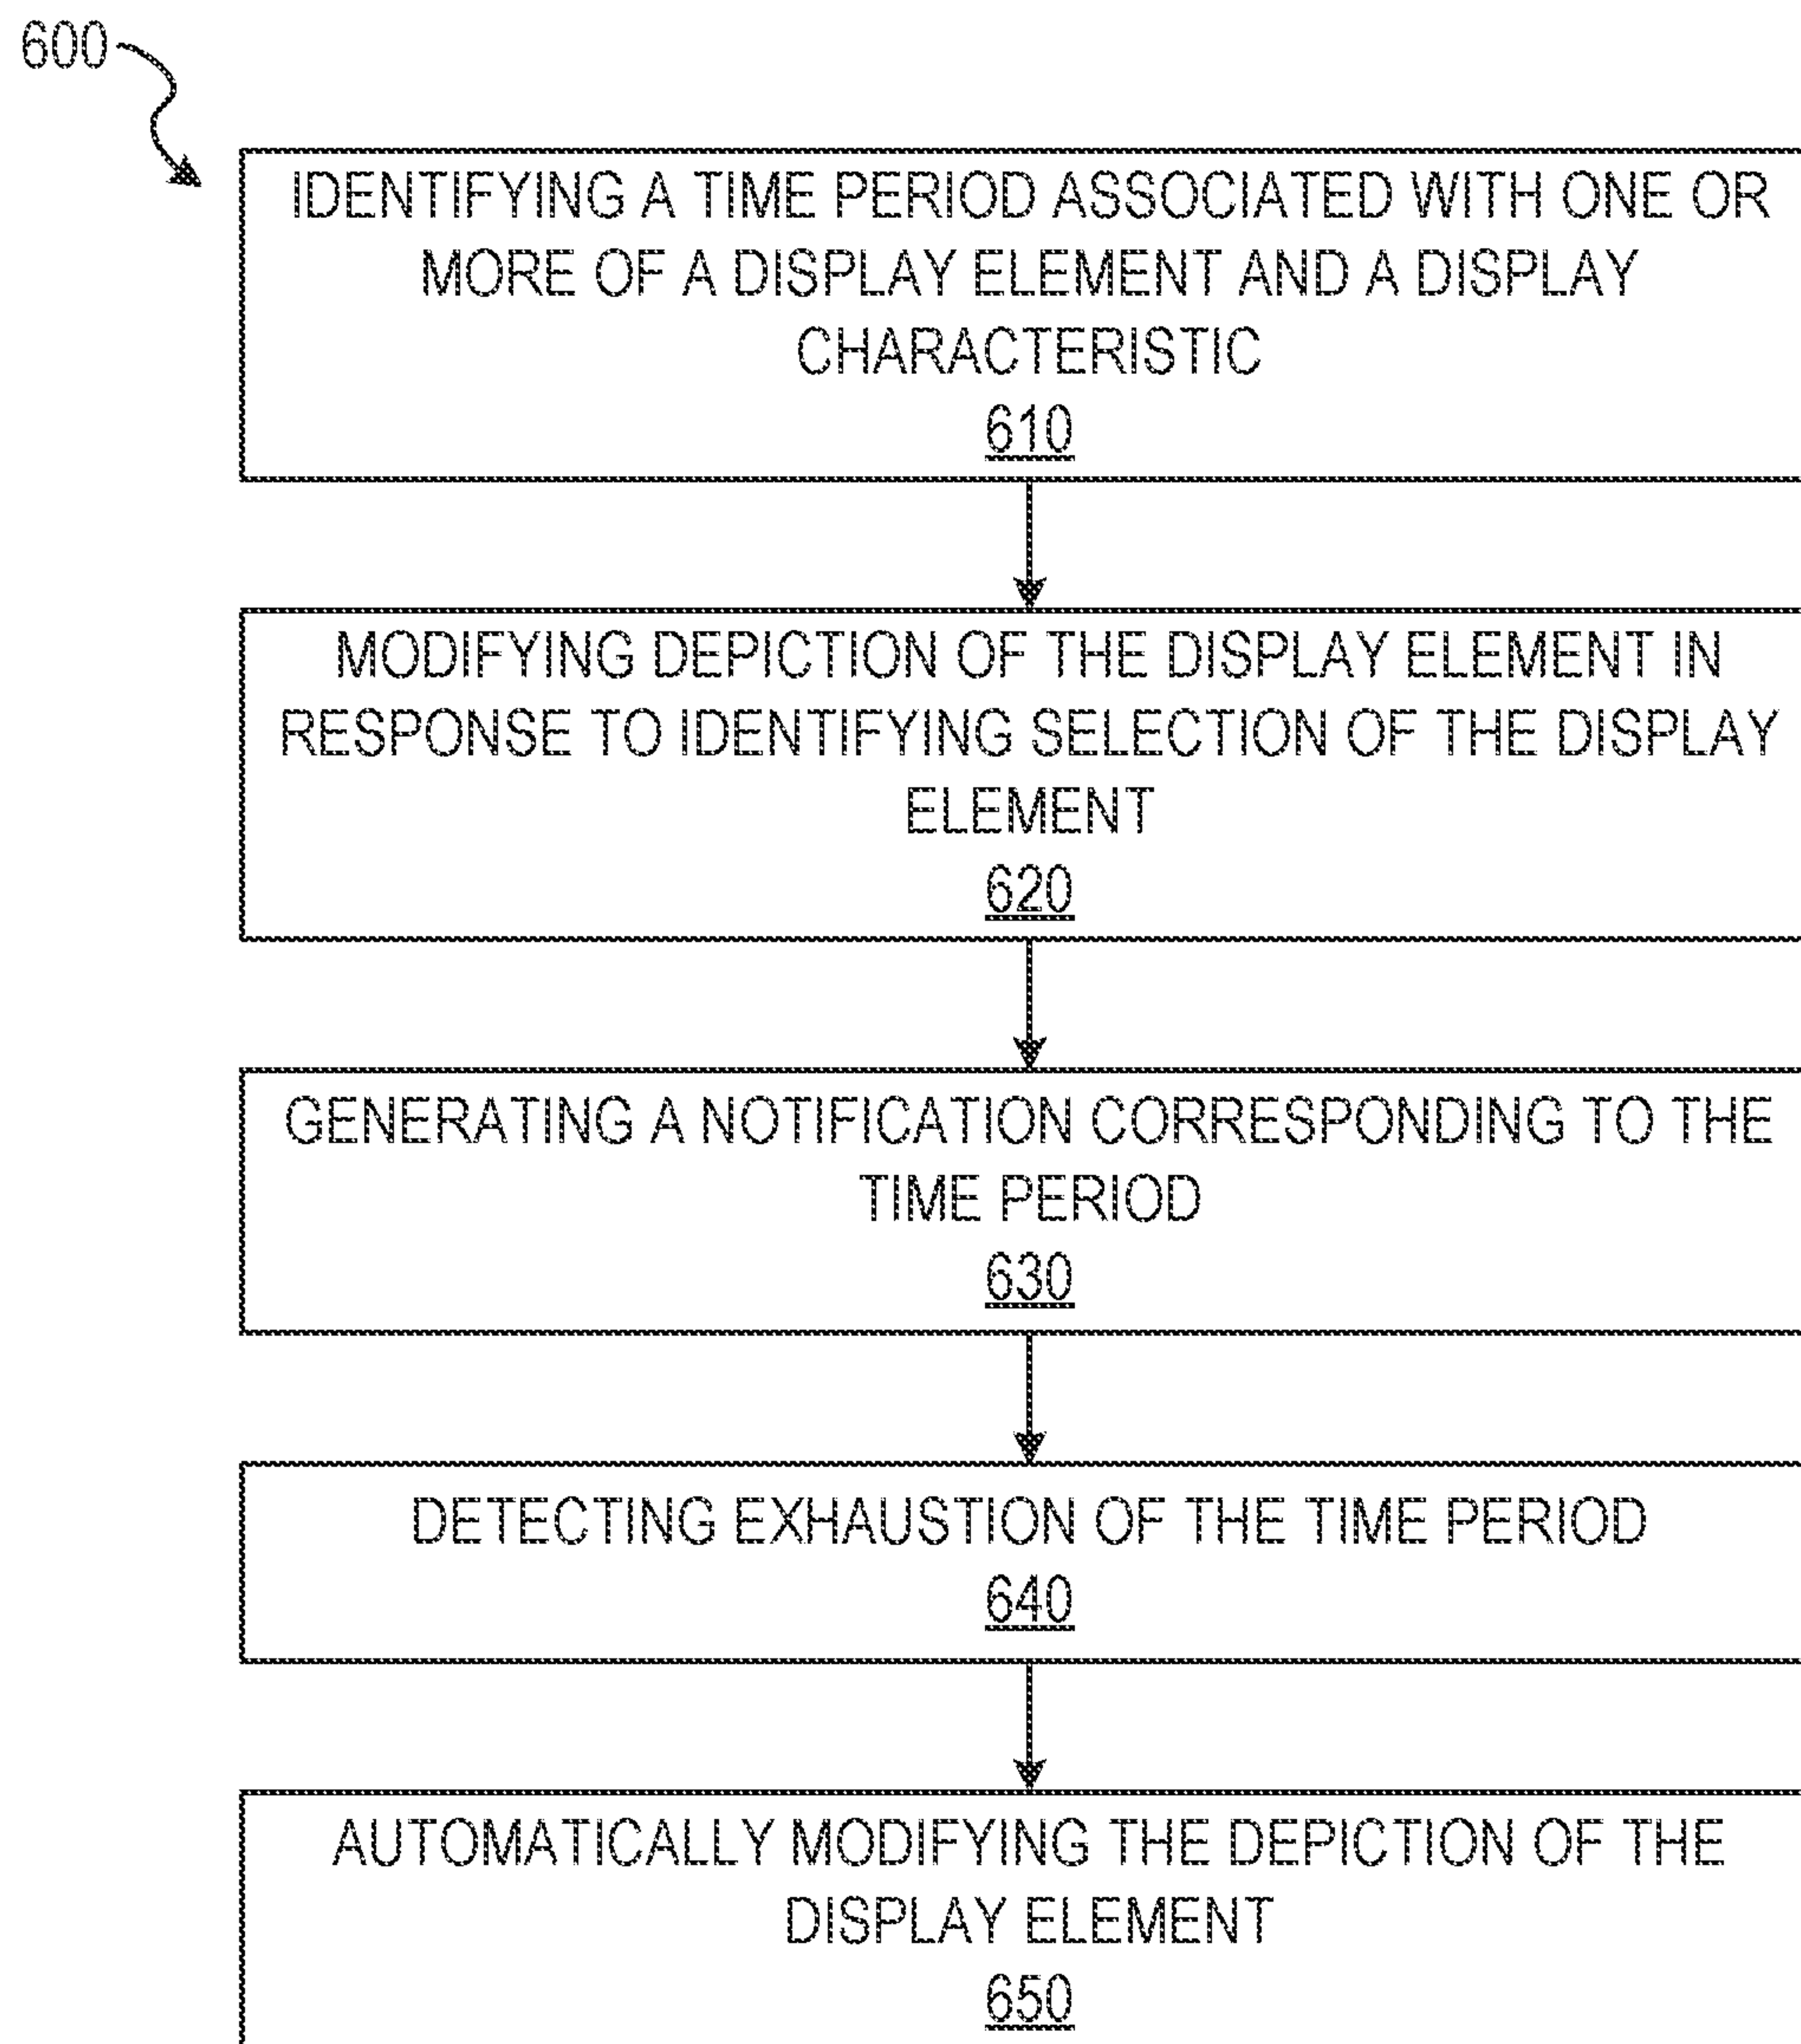 600
IDENTIFYING A TIME PERIOD ASSOCIATED WITH ONE OR
MORE OF A DISPLAY ELEMENT AND A DISPLAY
CHARACTERISTIC
610
MODIFYING DEPICTION OF THE DISPLAY ELEMENT IN
RESPONSE TO IDENTIFYING SELECTION OF THE DISPLAY
ELEMENT
620
GENERATING A NOTIFICATION CORRESPONDING TO THE
TIME PERIOD
630
DETECTING EXHAUSTION OF THE TIME PERIOD
640
AUTOMATICALLY MODIFYING THE DEPICTION OF THE
DISPLAY ELEMENT
650